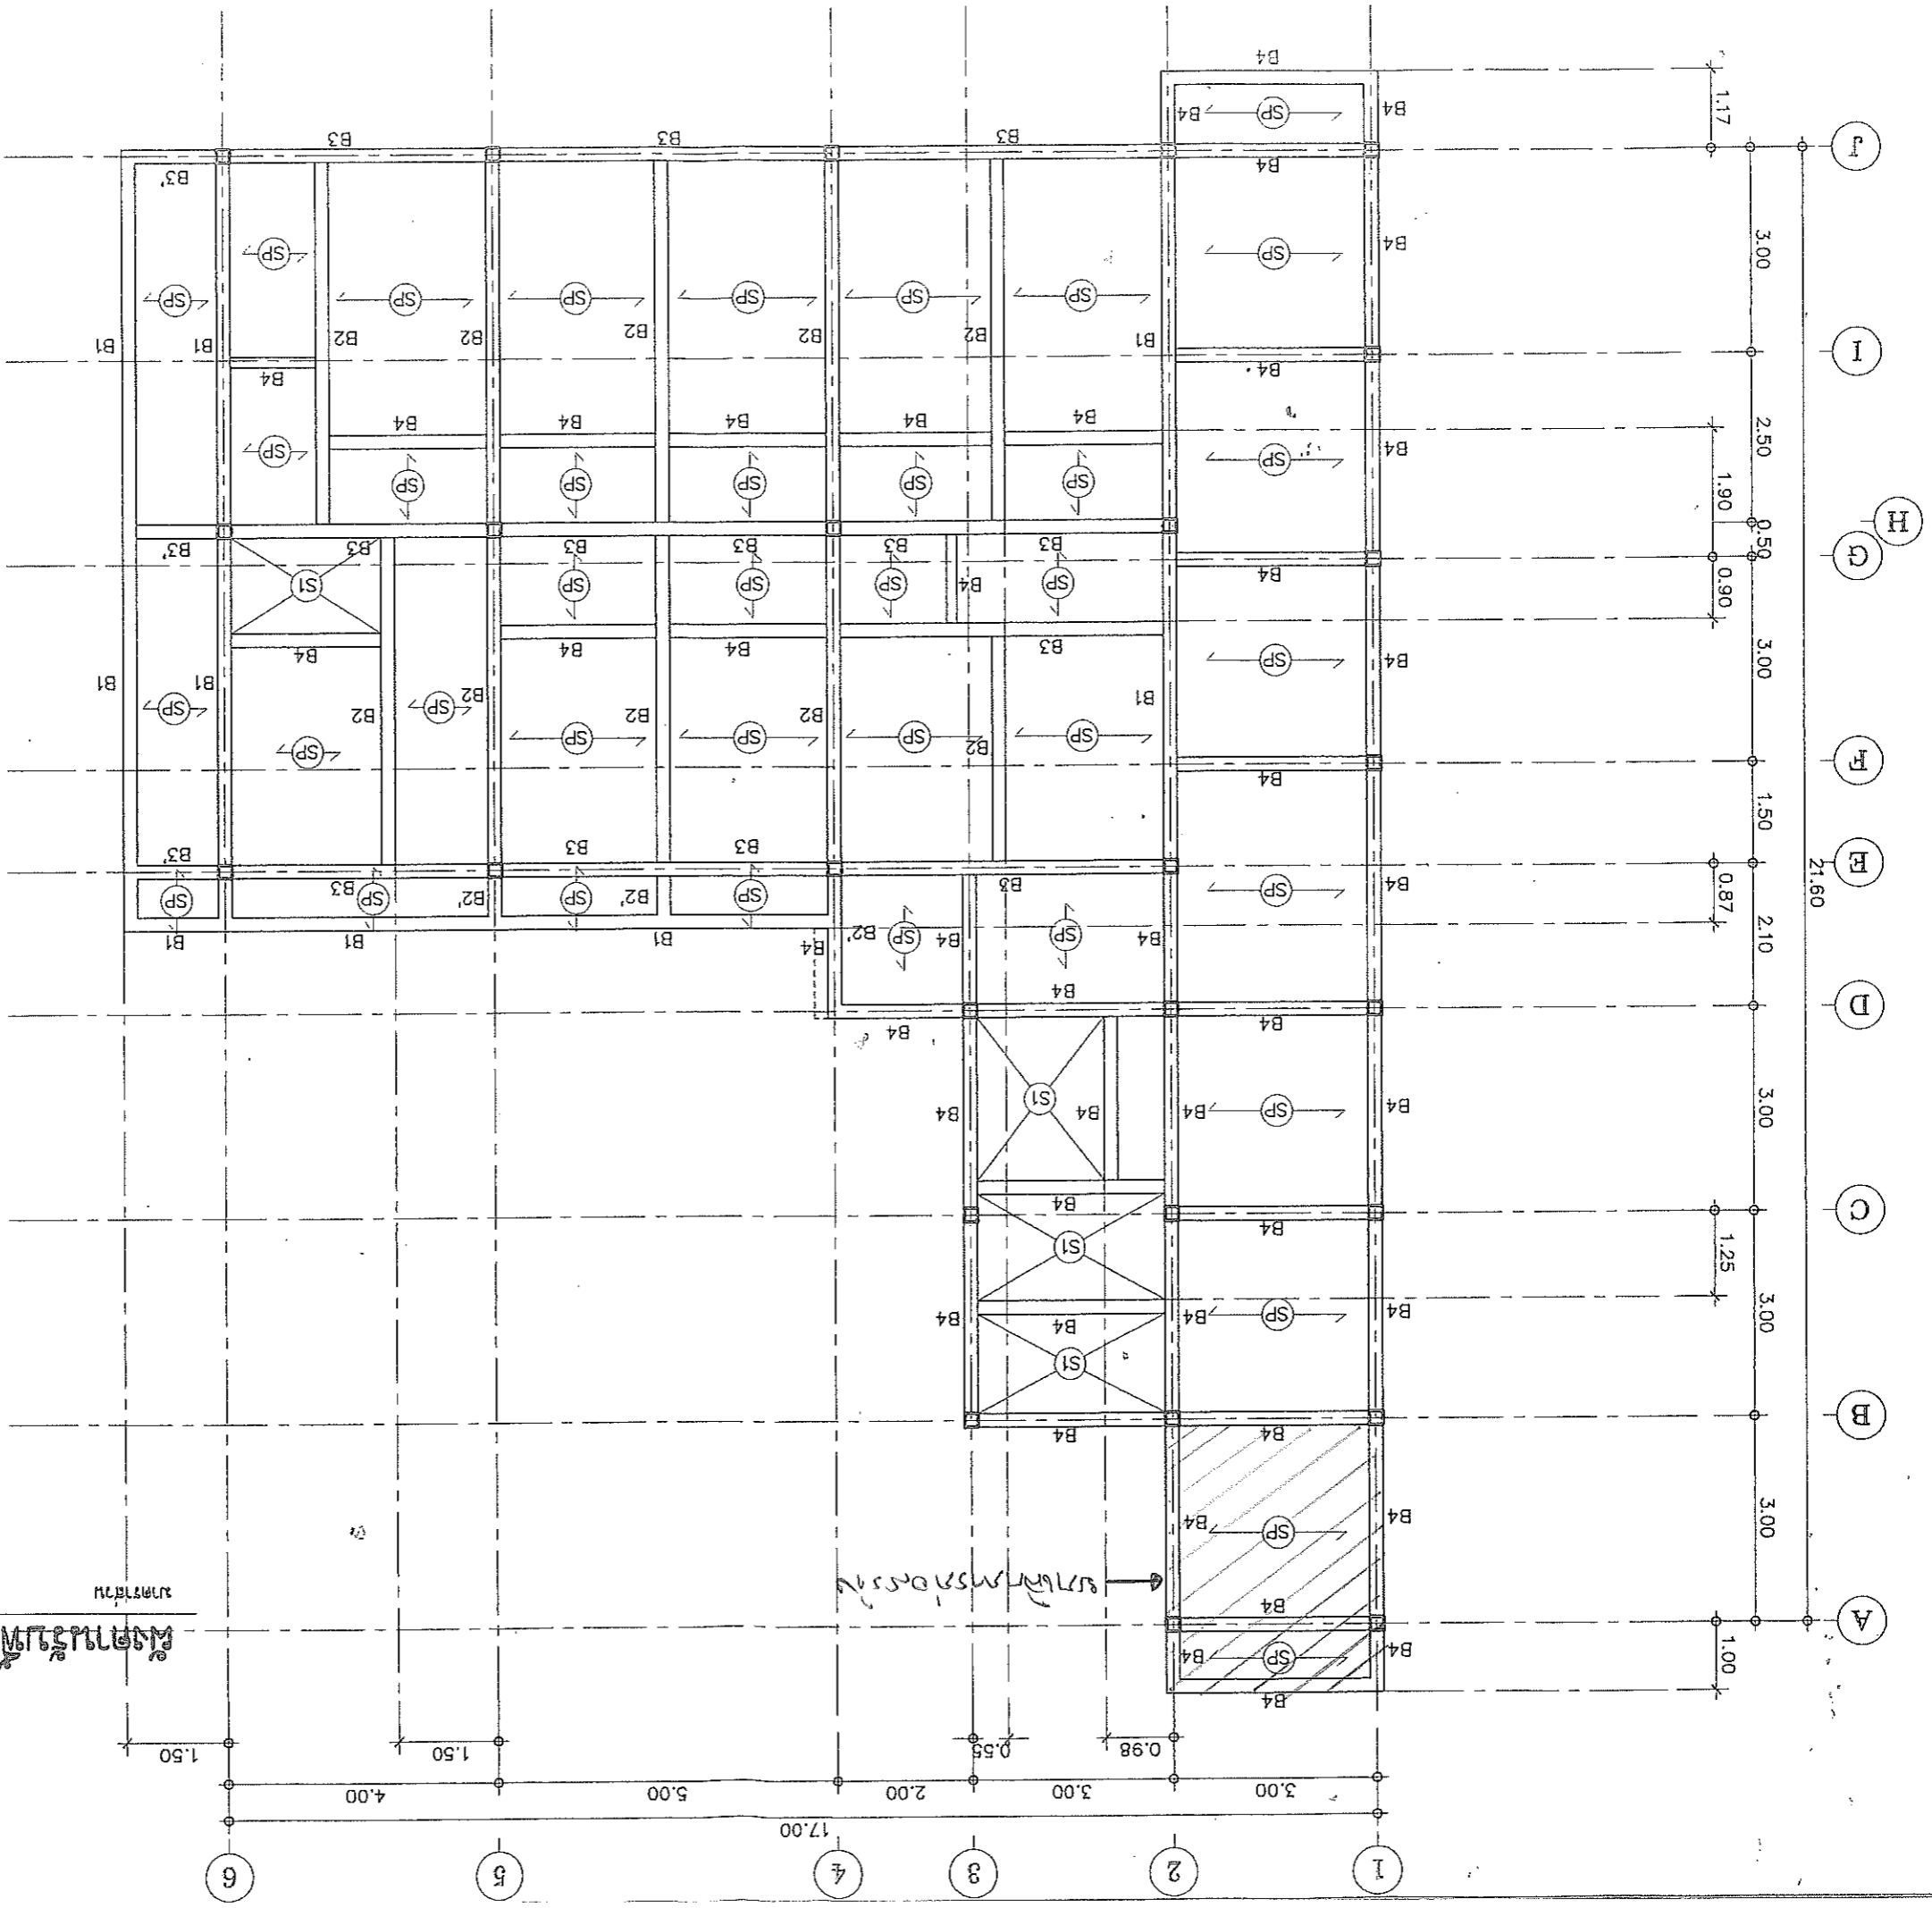 1 2 3 4 5 6
17.00
3.00 3.00 2.00 5.00 4.00
0.98 0.55 1.50 1.50
B4
1.00 B4 SP B4
A B4
มาตราส่วน
3.00 B4 SP B4
B B4 B4
S1
B4
3.00 B4 SP B4 B4
1.25 S1
C B4 B4
3.00 B4 SP B4 B4 S1 B4
B4 B4
D B4
2.10 SP B4 SP B2' B4 B1 B1 B1
0.87 B4 SP B4 SP SP B2' B2' SP B3 SP
21.60
E B3 B3 B3 B3'
1.50
F B4
SP B2 SP SP SP
B1 B2 B2 B2 SP B2 SP B1 B1
3.00 B4 SP B3 B4 B4 B4
0.90 SP B4 SP SP SP S1
G B4
0.50 B3 B3 B3 B3 B3 B3'
H
1.90 SP SP SP SP SP
2.50 B4 SP B4 B4 B4 B4 B4 SP
I B4 B4
B1 B2 B2 B2 B2 B2 B1 B1
SP SP SP SP SP SP
3.00 B4 SP SP
J B4 B3 B3 B3 B3'
1.17 B4 SP B4
B4